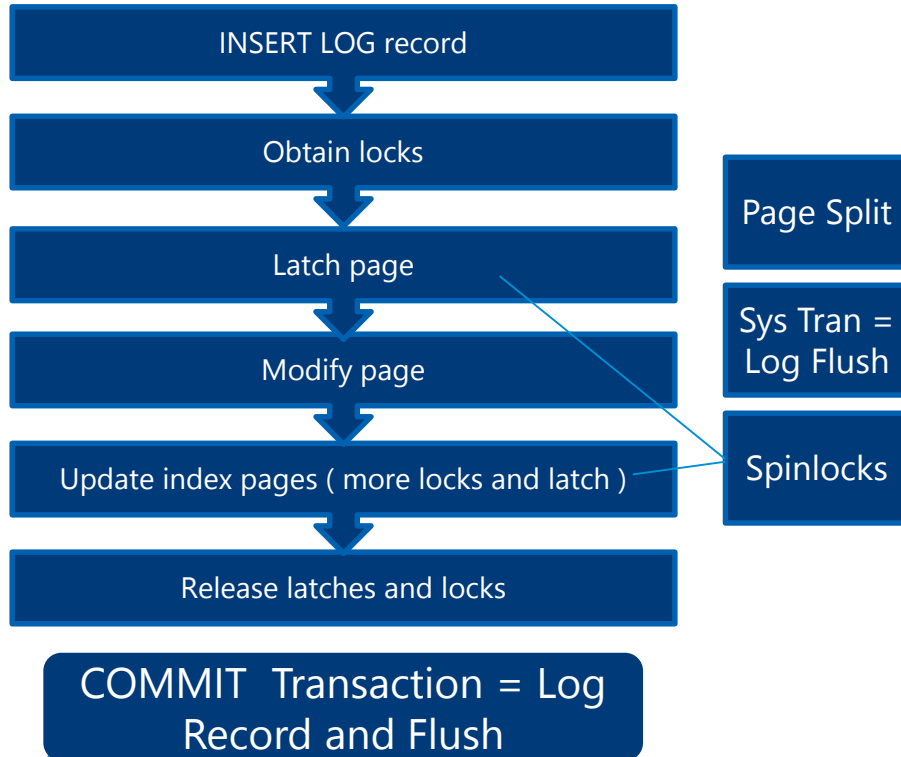 INSERT LOG record
Obtain locks
Latch page
Modify page
Update index pages ( more locks and latch )
Release latches and locks
COMMIT  Transaction = Log
Record and Flush
Page Split
Sys Tran =
Log Flush
Spinlocks